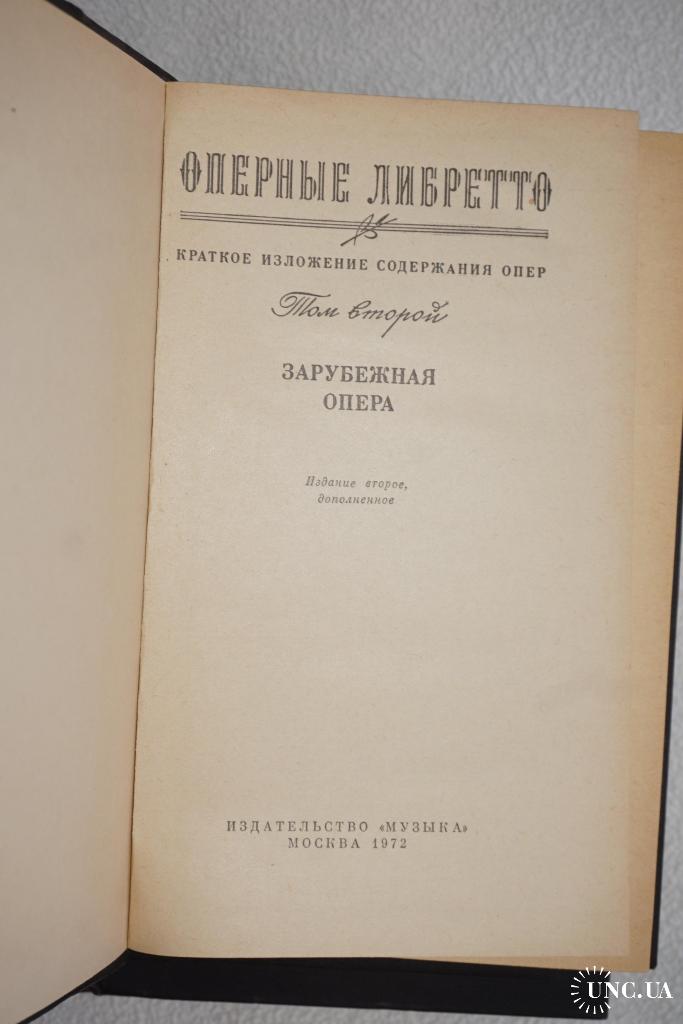 ОПЕРНЫЕ ЛИБРЕТТО
КРАТКОЕ ИЗЛОЖЕНИЕ СОДЕРЖАНИЯ ОПЕР
Том второй
ЗАРУБЕЖНАЯ
ОПЕРА
Издание второе,
дополненное
ИЗДАТЕЛЬСТВО «МУЗЫКА»
МОСКВА 1972
UNC.UA